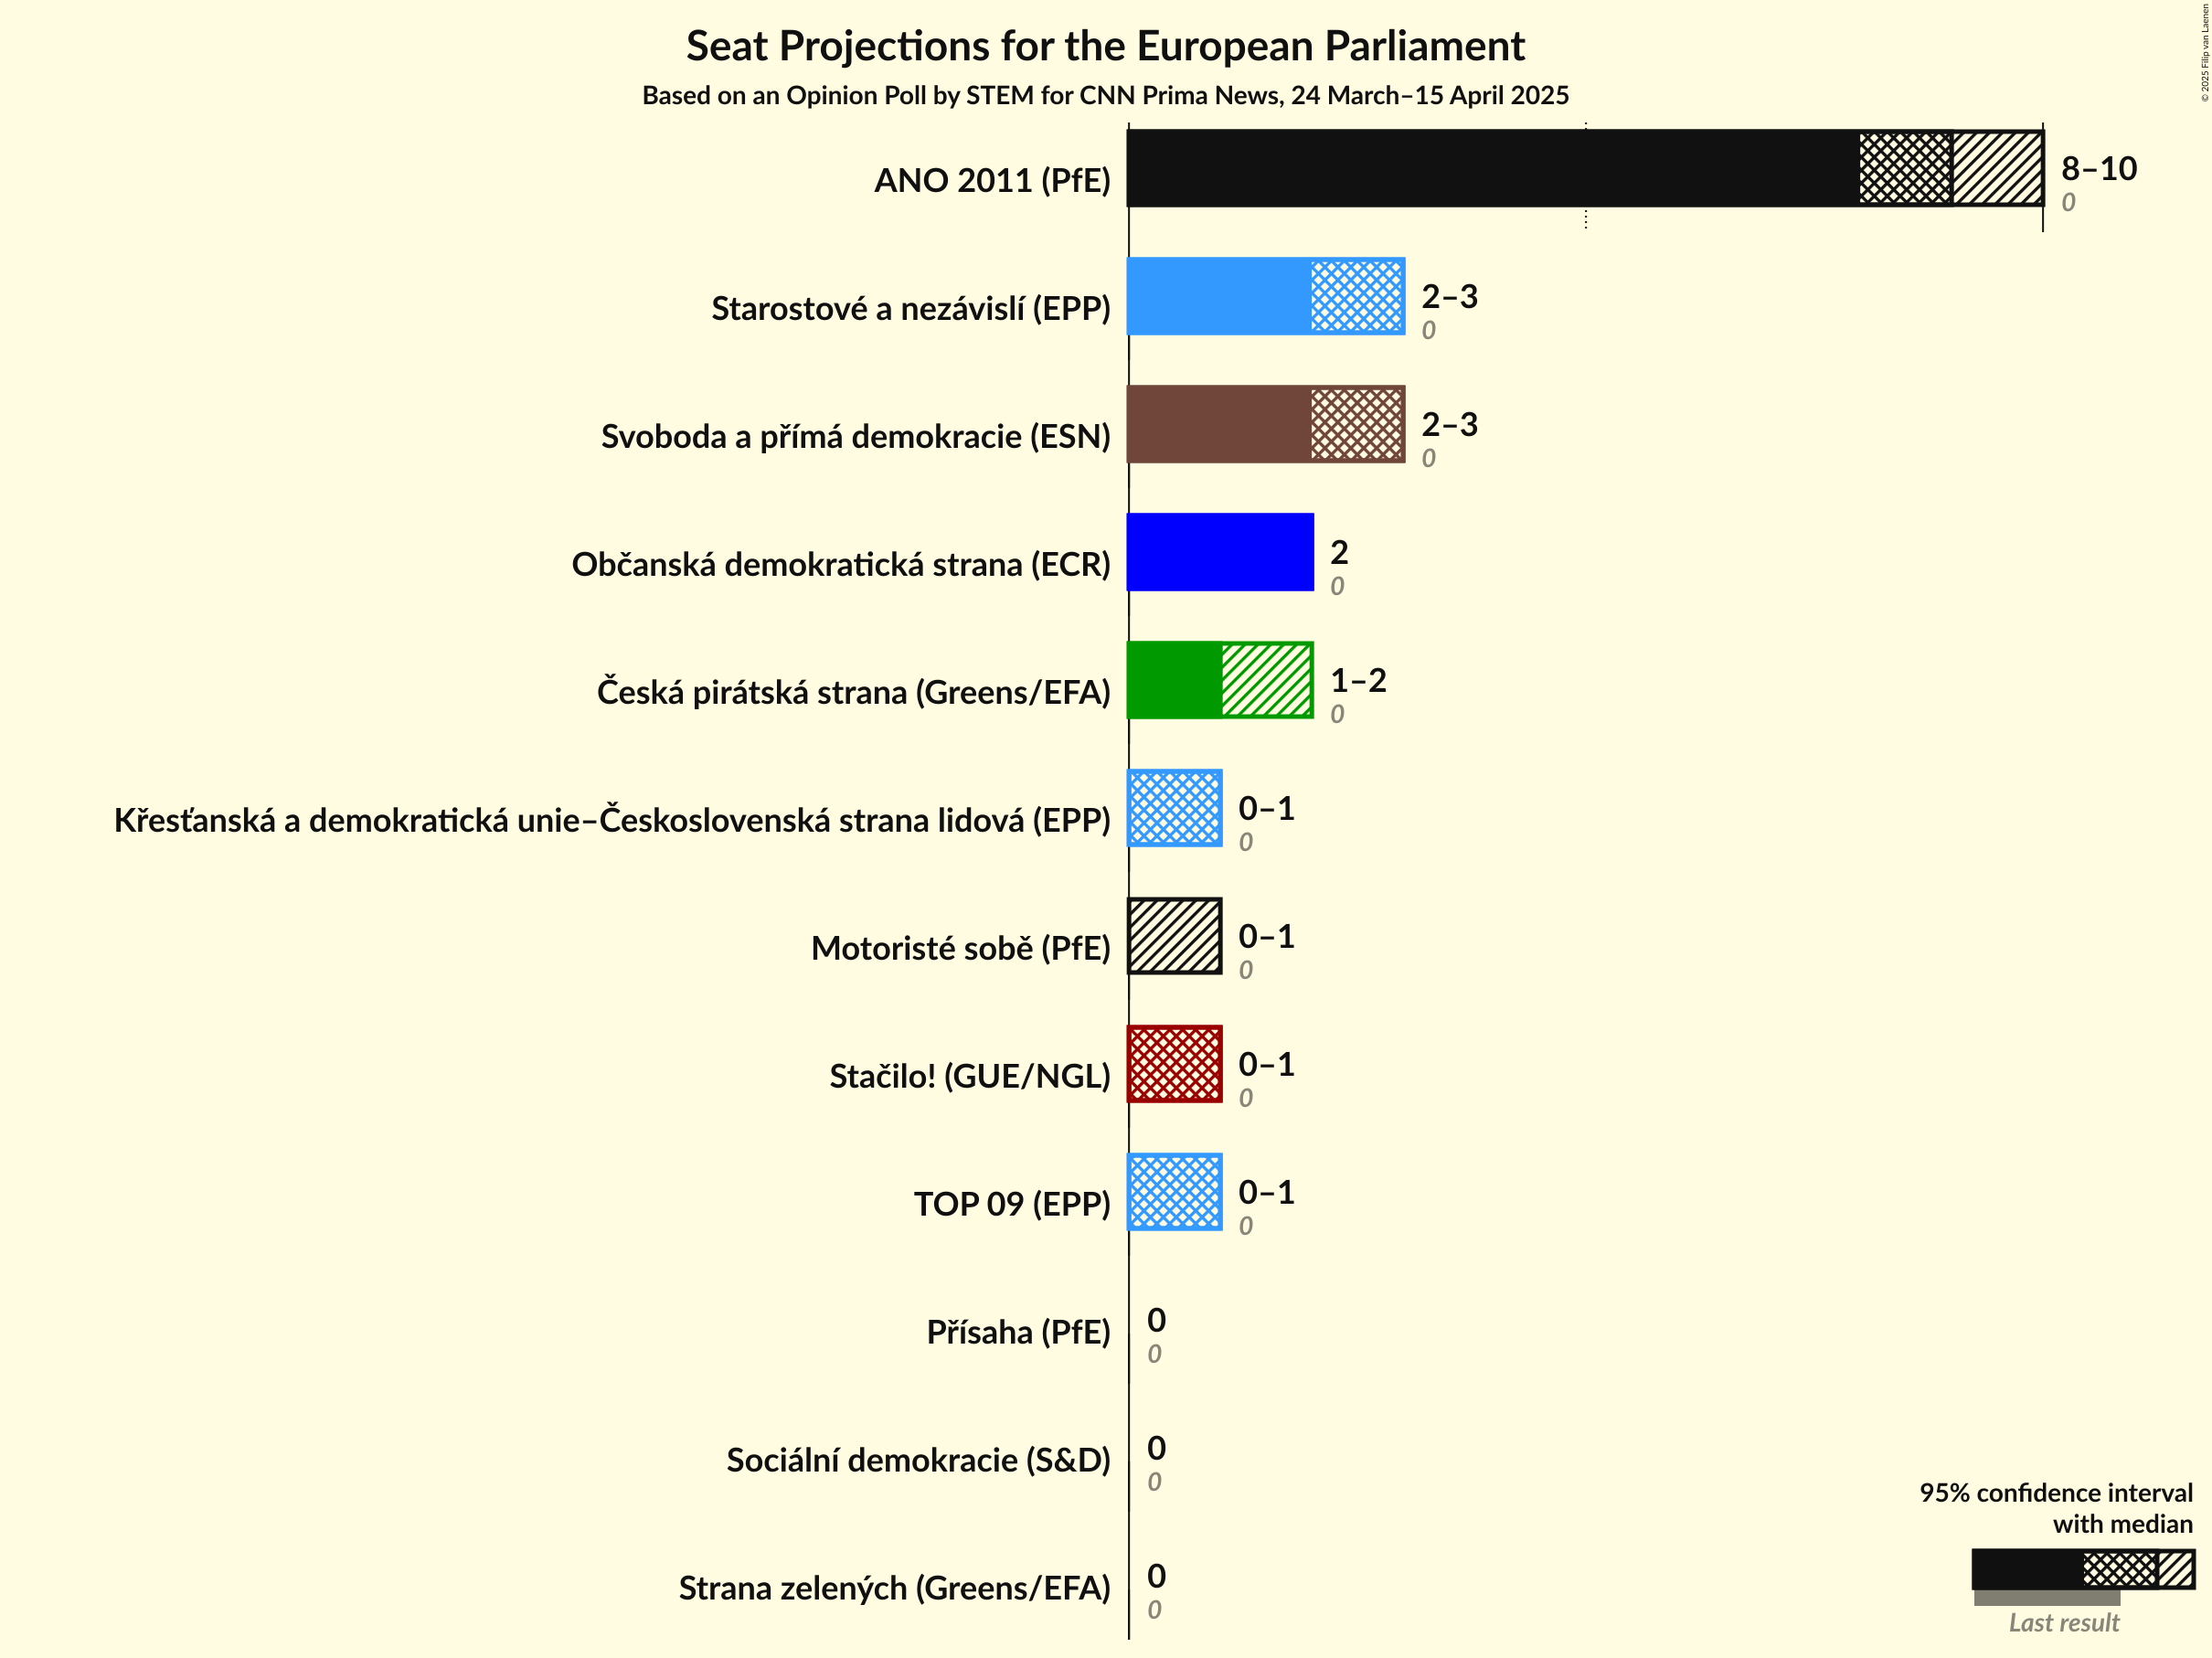 Seat Projections for the European Parliament
Based on an Opinion Poll by STEM for CNN Prima News, 24 March–15 April 2025
© 2025 Filip van Laenen
ANO 2011 (PfE)
8–10
0
Starostové a nezávislí (EPP)
2–3
0
Svoboda a přímá demokracie (ESN)
2–3
0
Občanská demokratická strana (ECR)
2
0
Česká pirátská strana (Greens/EFA)
1–2
0
Křesťanská a demokratická unie–Československá strana lidová (EPP)
0–1
0
Motoristé sobě (PfE)
0–1
0
Stačilo! (GUE/NGL)
0–1
0
TOP 09 (EPP)
0–1
0
Přísaha (PfE)
0
0
Sociální demokracie (S&D)
0
0
Strana zelených (Greens/EFA)
0
0
95% confidence interval
with median
Last result